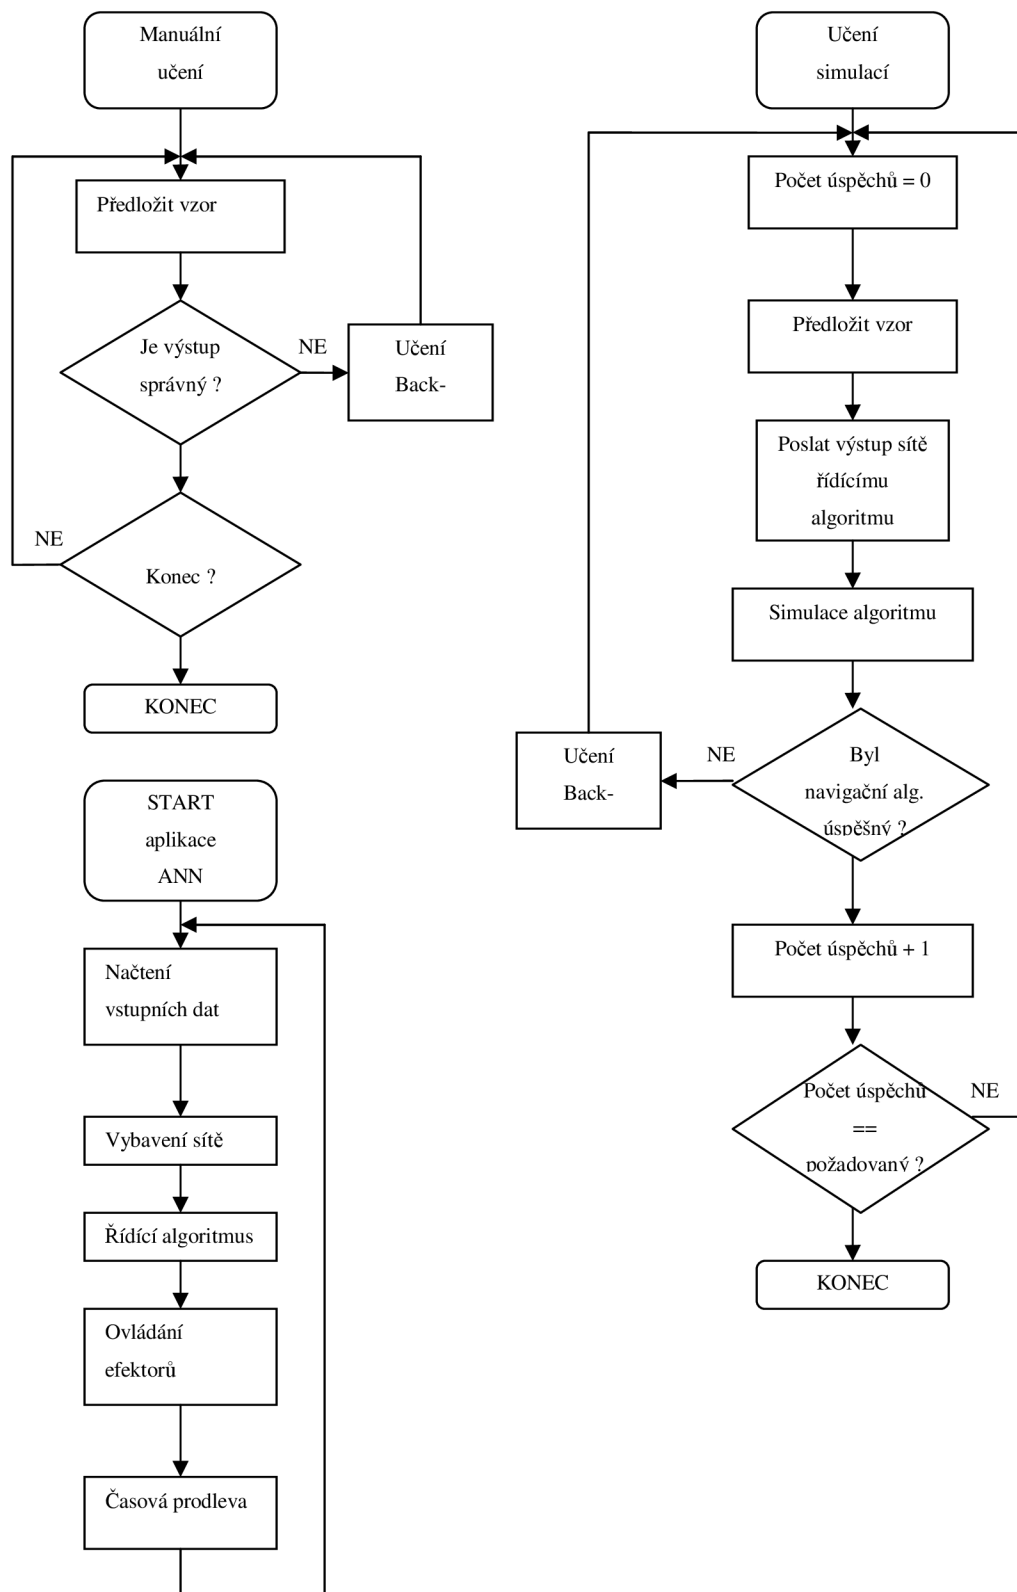 Manuální
učení
Předložit vzor
Je výstup
správný ?
NE
Učení
Back-
NE
Konec ?
KONEC
START
aplikace
ANN
Načtení
vstupních dat
Vybavení sítě
Řídící algoritmus
Ovládání
efektorů
Časová prodleva
Učení
simulací
Počet úspěchů = 0
Předložit vzor
Poslat výstup sítě
řídícímu
algoritmu
Simulace algoritmu
Byl
navigační alg.
úspěšný ?
NE
Učení
Back-
Počet úspěchů + 1
Počet úspěchů
==
požadovaný ?
NE
KONEC